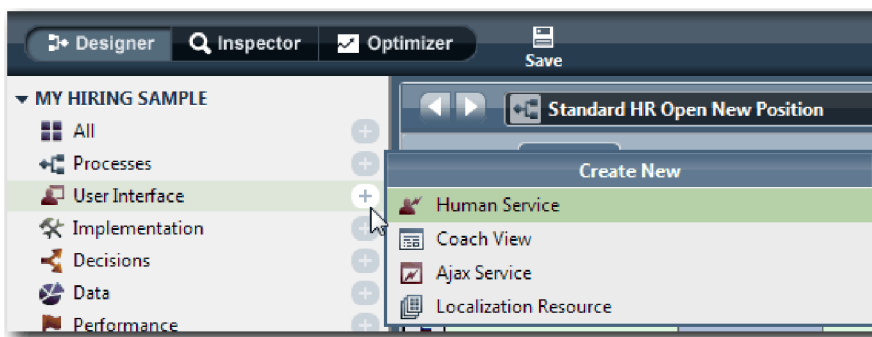 Designer Inspector Optimizer Save
MY HIRING SAMPLE
All
Processes
User Interface
Implementation
Decisions
Data
Performance
Standard HR Open New Position
Create New
Human Service
Coach View
Ajax Service
Localization Resource